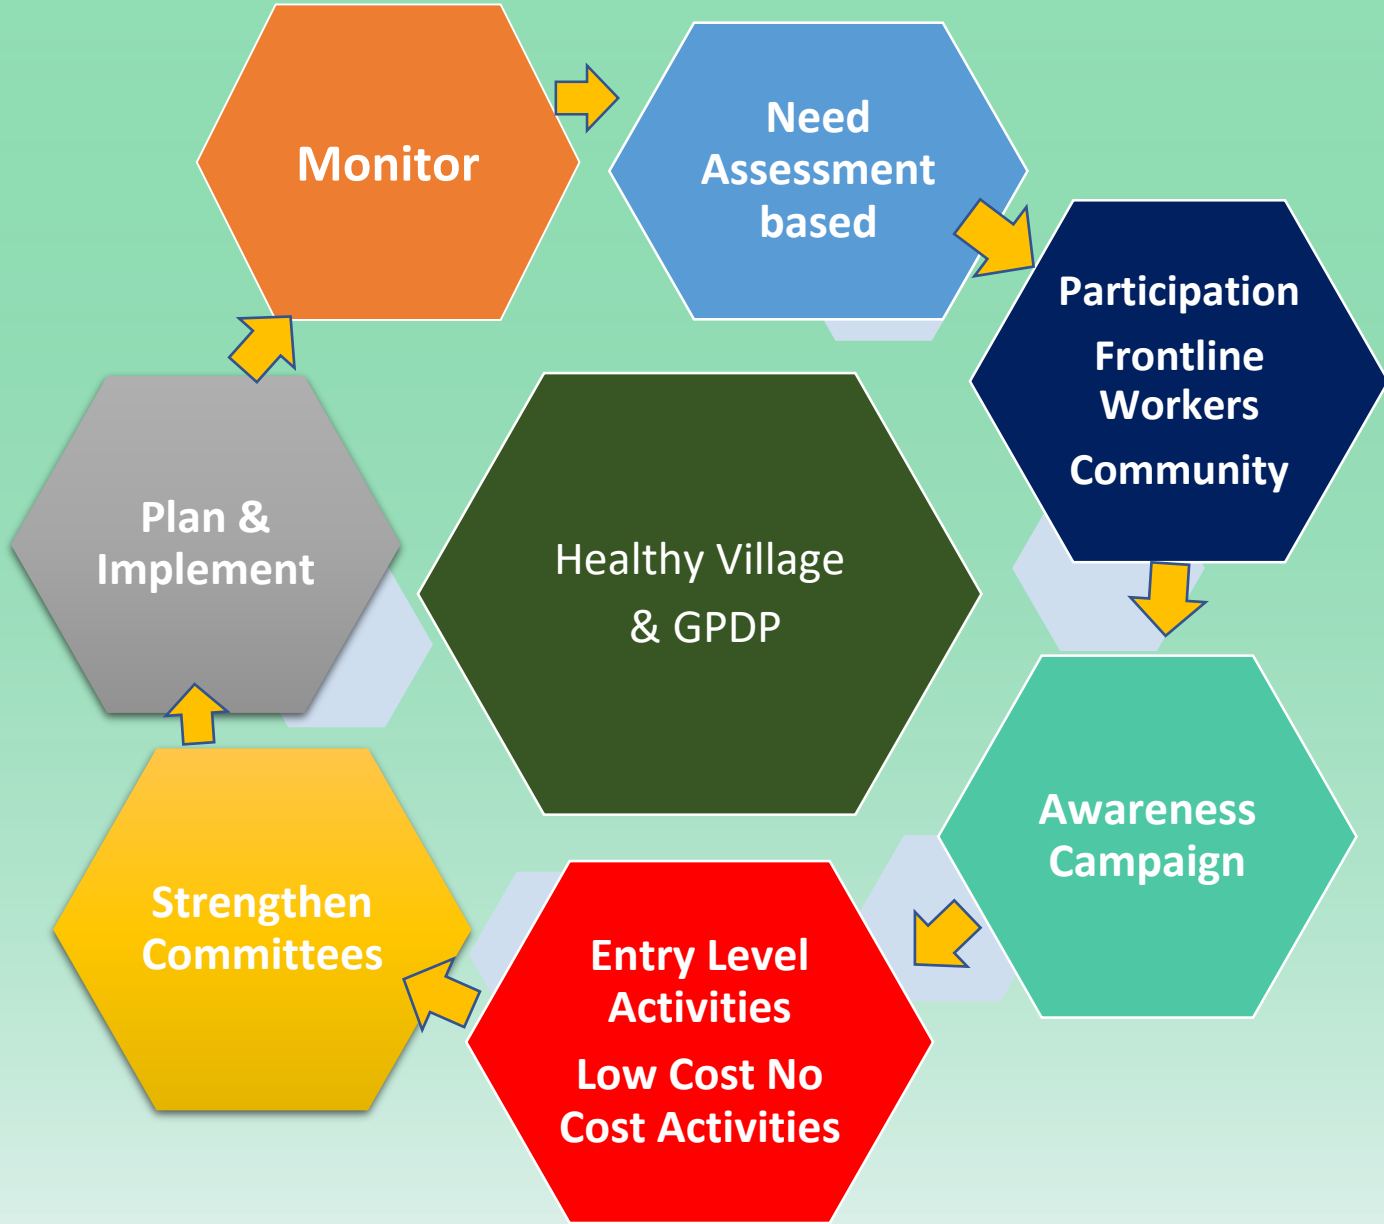 Monitor
Need
Assessment
based
Participation
Frontline
Workers
Community
Awareness
Campaign
Entry Level
Activities
Low Cost No
Cost Activities
Strengthen
Committees
Plan &
Implement
Healthy Village
& GPDP